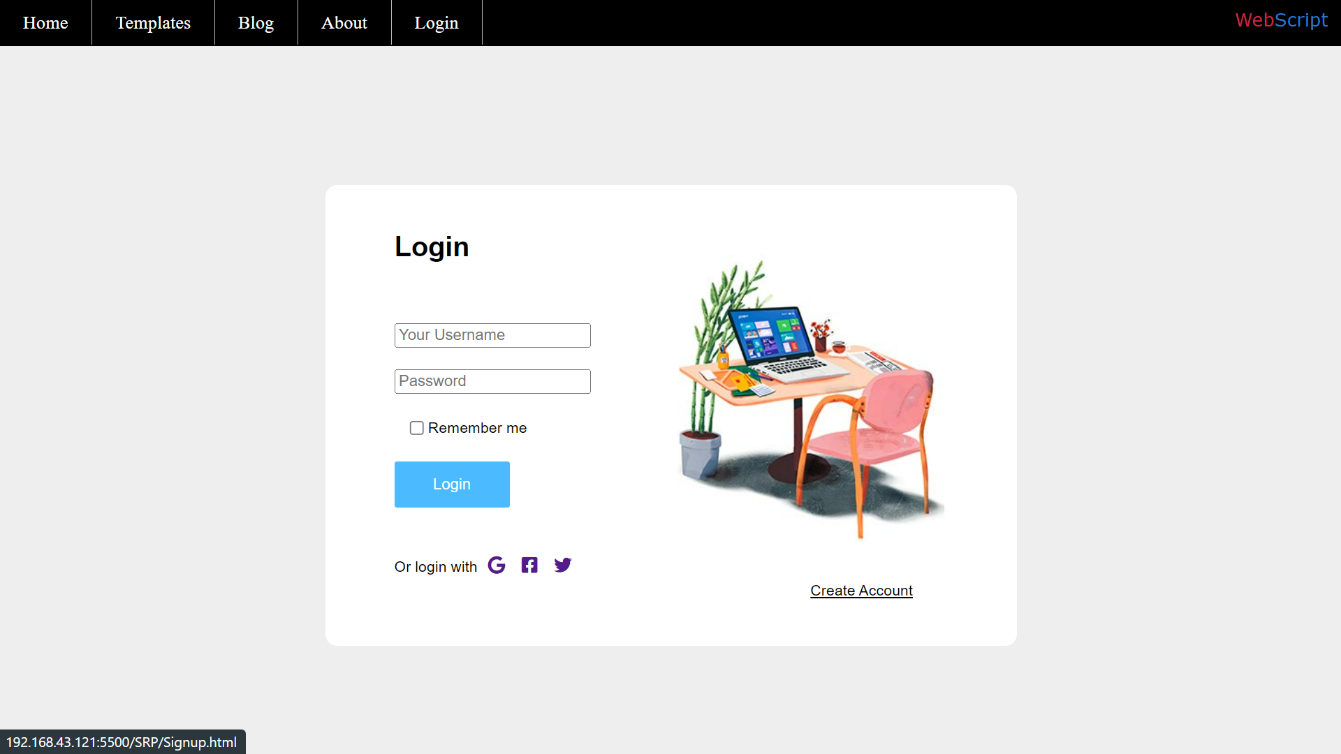 Home Templates Blog About Login WebScript
Login
Your Username
Password
Remember me
Login
Or login with
Create Account
192.168.43.121:5500/SRP/Signup.html